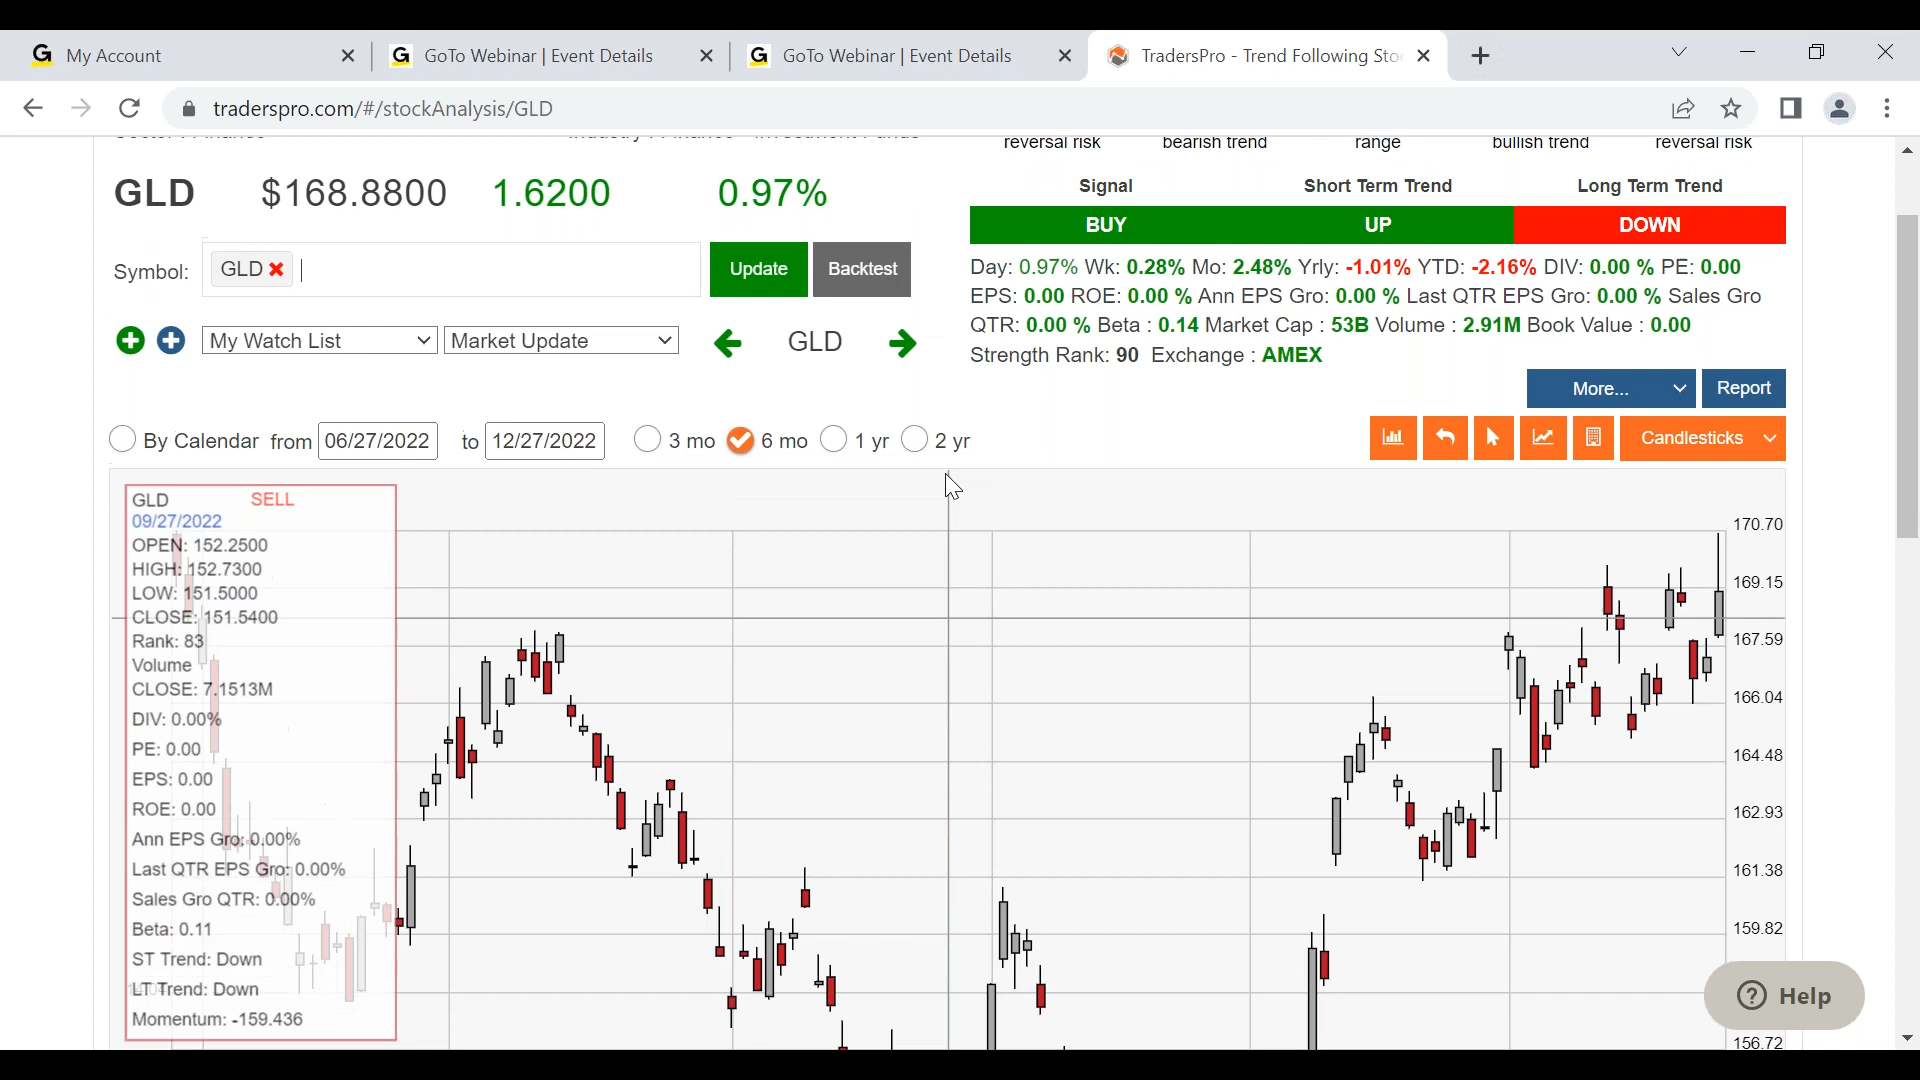 My Account
GoTo Webinar | Event Details
GoTo Webinar | Event Details
TradersPro - Trend Following Sto
traderspro.com/#/stockAnalysis/GLD
reversal risk bearish trend range bullish trend reversal risk
GLD $168.8800 1.6200 0.97%
Signal Short Term Trend Long Term Trend
BUY UP DOWN
Symbol: GLD Update Backtest
Day: 0.97% Wk: 0.28% Mo: 2.48% Yrly: -1.01% YTD: -2.16% DIV: 0.00 % PE: 0.00
EPS: 0.00 ROE: 0.00 % Ann EPS Gro: 0.00 % Last QTR EPS Gro: 0.00 % Sales Gro
QTR: 0.00 % Beta : 0.14 Market Cap : 53B Volume : 2.91M Book Value : 0.00
Strength Rank: 90 Exchange : AMEX
My Watch List Market Update GLD
More... Report
By Calendar from 06/27/2022 to 12/27/2022 3 mo 6 mo 1 yr 2 yr
Candlesticks
GLD SELL
09/27/2022
OPEN: 152.2500
HIGH: 152.7300
LOW: 151.5000
CLOSE: 151.5400
Rank: 83
Volume
CLOSE: 7.1513M
DIV: 0.00%
PE: 0.00
EPS: 0.00
ROE: 0.00
Ann EPS Gro: 0.00%
Last QTR EPS Gro: 0.00%
Sales Gro QTR: 0.00%
Beta: 0.11
ST Trend: Down
LT Trend: Down
Momentum: -159.436
170.70
169.15
167.59
166.04
164.48
162.93
161.38
159.82
156.72
Help